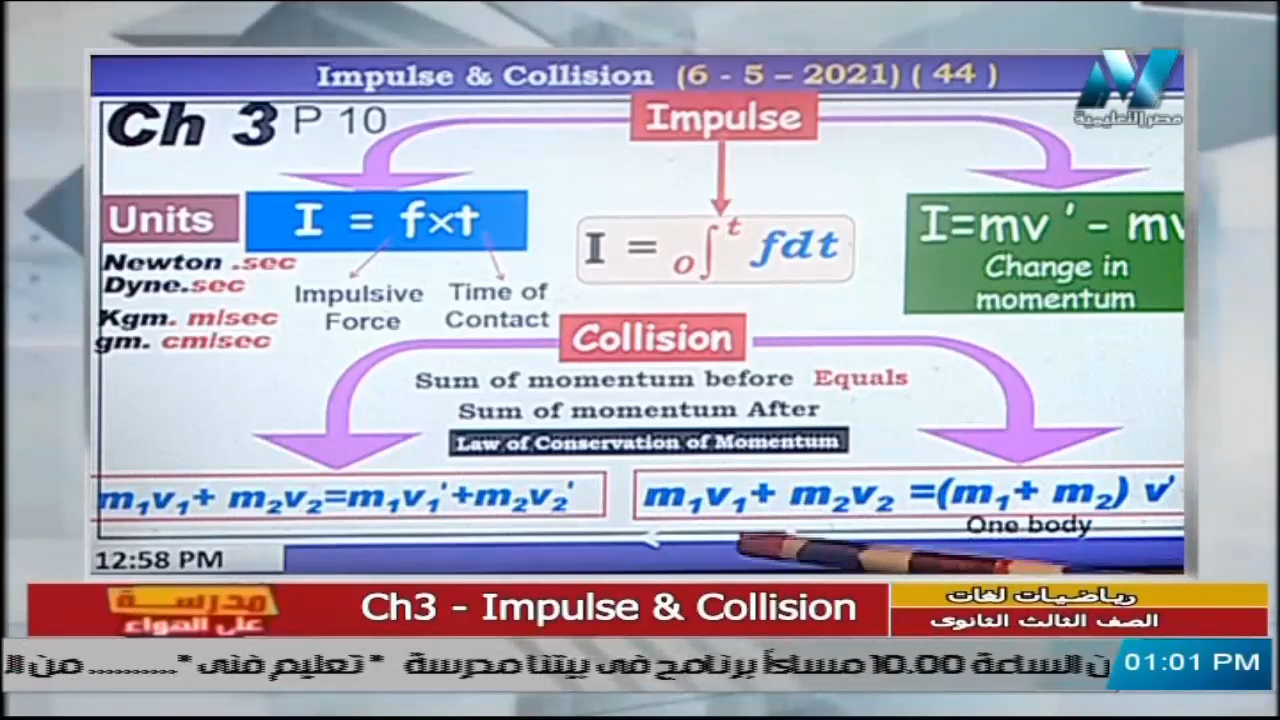 Impulse & Collision (6 - 5 – 2021) ( 44 )
مصر التعليمية
Ch 3 P 10
Impulse
Units
I = f×t
I = ₀∫ᵗ fdt
I=mv ′ - mv
Change in
momentum
Newton .sec
Dyne.sec
Kgm. m/sec
gm. cm/sec
Impulsive
Force
Time of
Contact
Collision
Sum of momentum before Equals
Sum of momentum After
Law of Conservation of Momentum
m₁v₁+ m₂v₂=m₁v₁′+m₂v₂′
m₁v₁+ m₂v₂ =(m₁+ m₂) v′
One body
12:58 PM
مدرسة
على الهواء
Ch3 - Impulse & Collision
رياضيات لغات
الصف الثالث الثانوى
الساعة 10.00 مساءاً برنامج فى بيتنا مدرسة " تعليم فنى ".......... من
01:01 PM